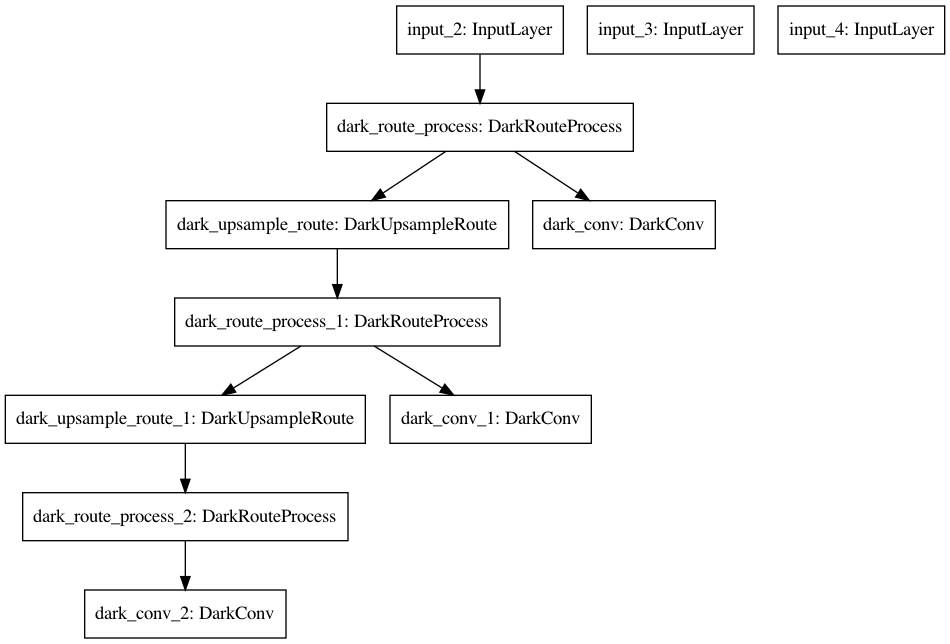 input_2: InputLayer
input_3: InputLayer
input_4: InputLayer
dark_route_process: DarkRouteProcess
dark_upsample_route: DarkUpsampleRoute
dark_conv: DarkConv
dark_route_process_1: DarkRouteProcess
dark_upsample_route_1: DarkUpsampleRoute
dark_conv_1: DarkConv
dark_route_process_2: DarkRouteProcess
dark_conv_2: DarkConv